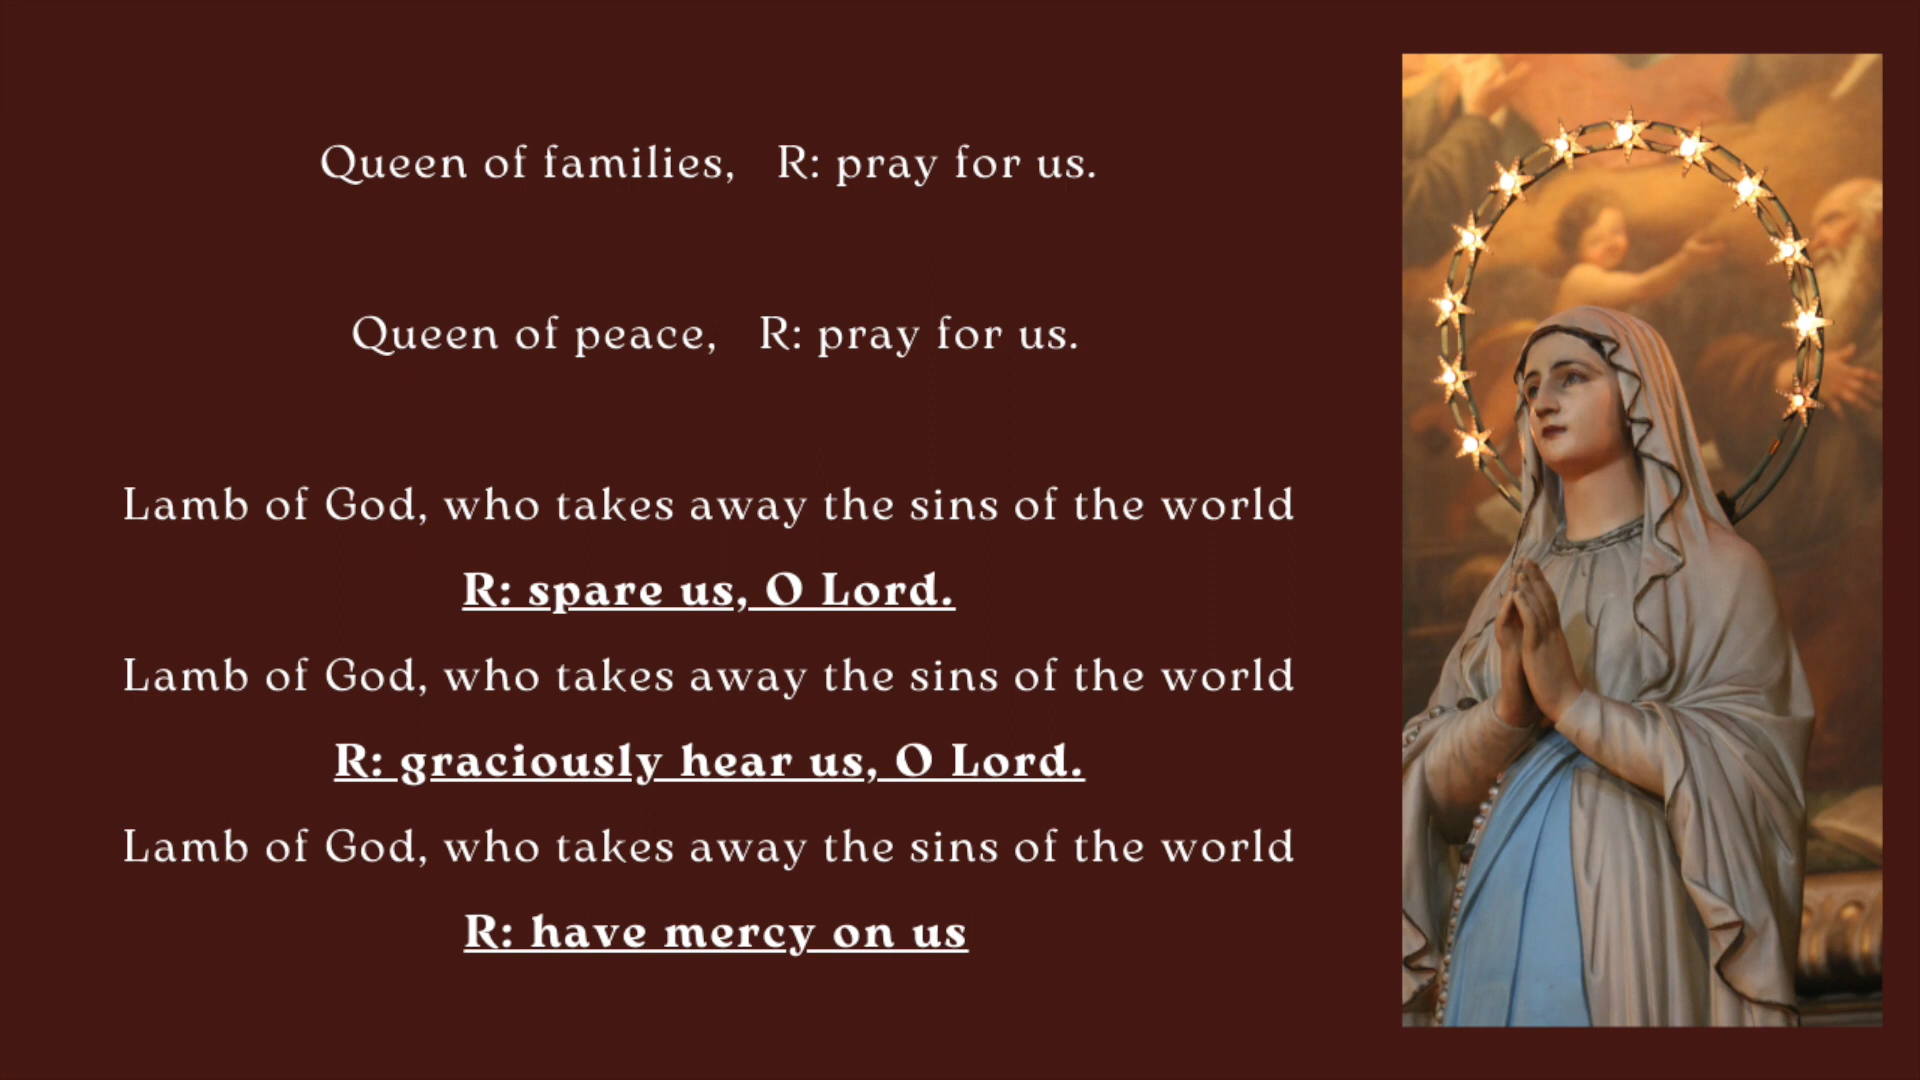 Queen of families,   R: pray for us.
Queen of peace,   R: pray for us.
Lamb of God, who takes away the sins of the world
R: spare us, O Lord.
Lamb of God, who takes away the sins of the world
R: graciously hear us, O Lord.
Lamb of God, who takes away the sins of the world
R: have mercy on us